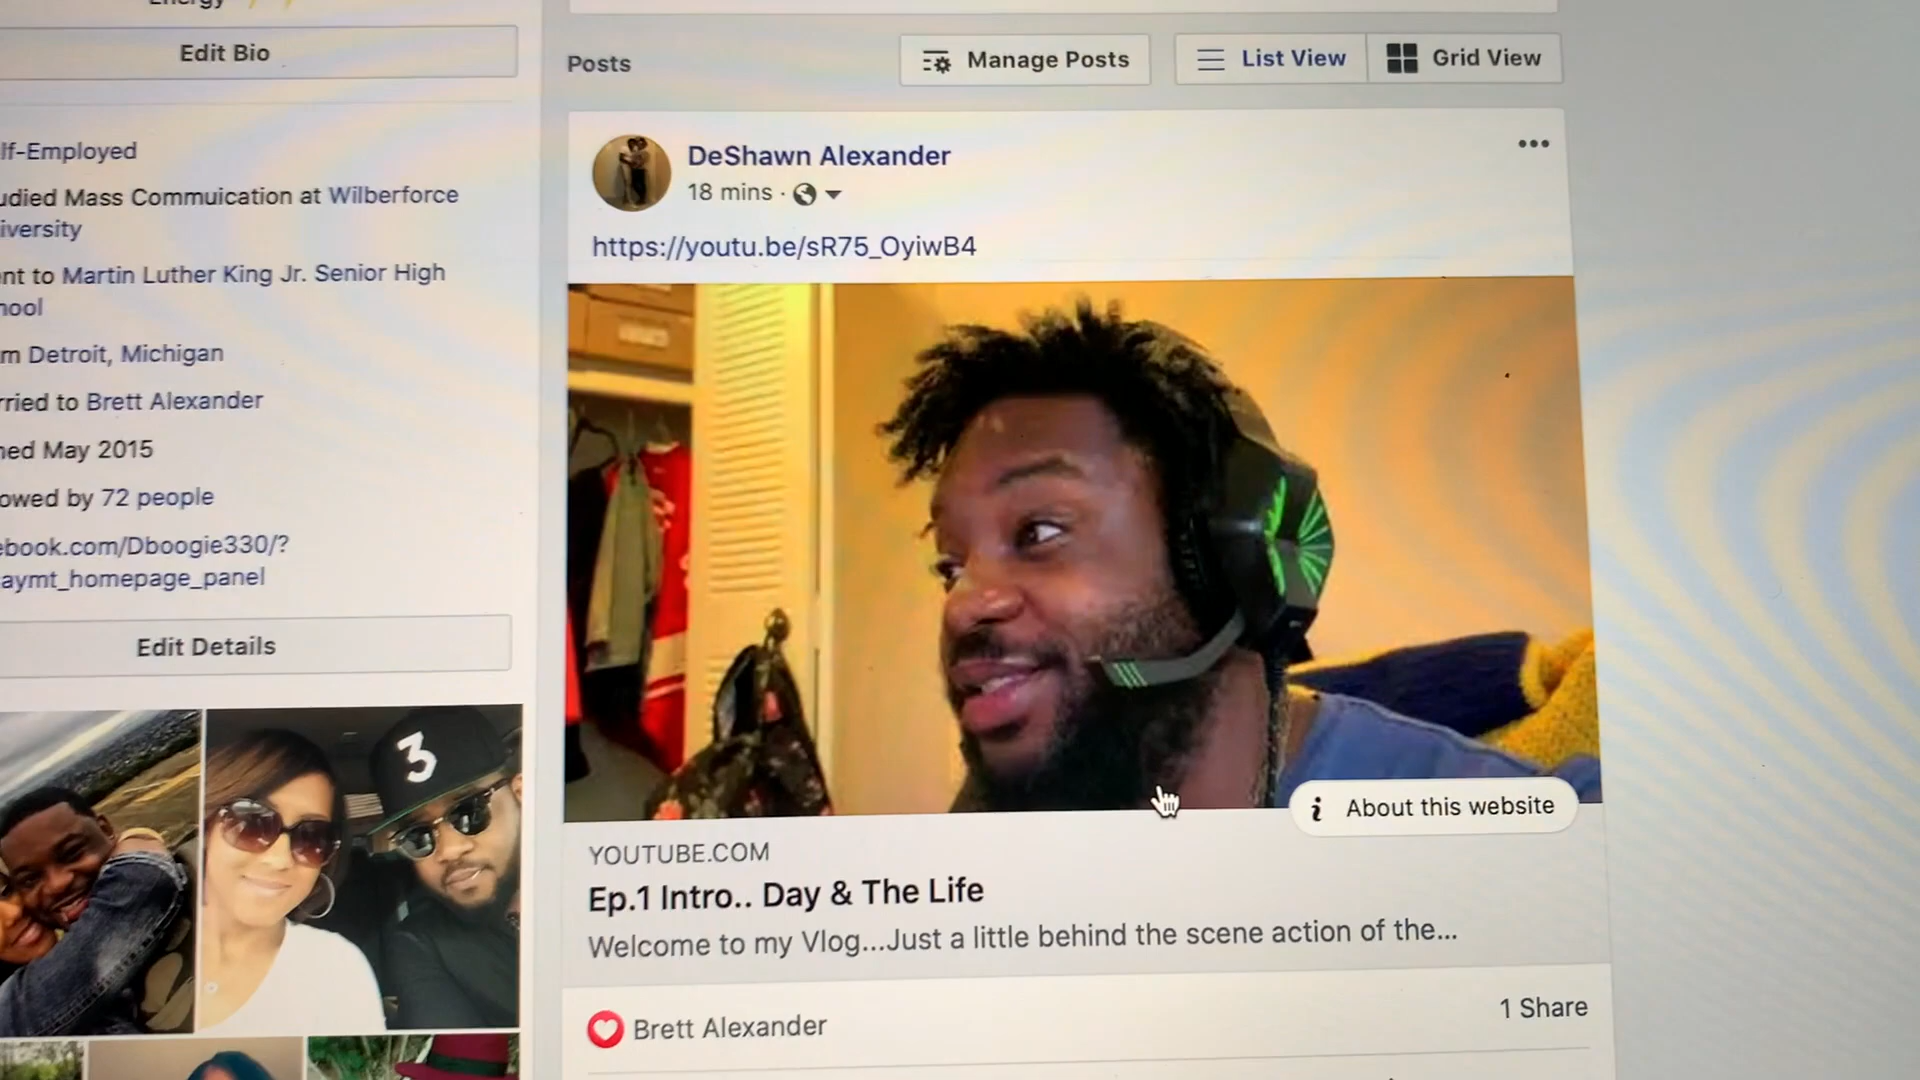 Energy
Edit Bio
lf-Employed
udied Mass Commuication at Wilberforce
iversity
nt to Martin Luther King Jr. Senior High
hool
m Detroit, Michigan
rried to Brett Alexander
ned May 2015
owed by 72 people
ebook.com/Dboogie330/?
aymt_homepage_panel
Edit Details
3
Posts
Manage Posts
List View
Grid View
DeShawn Alexander
18 mins ·
https://youtu.be/sR75_OyiwB4
i About this website
YOUTUBE.COM
Ep.1 Intro.. Day & The Life
Welcome to my Vlog...Just a little behind the scene action of the...
Brett Alexander
1 Share